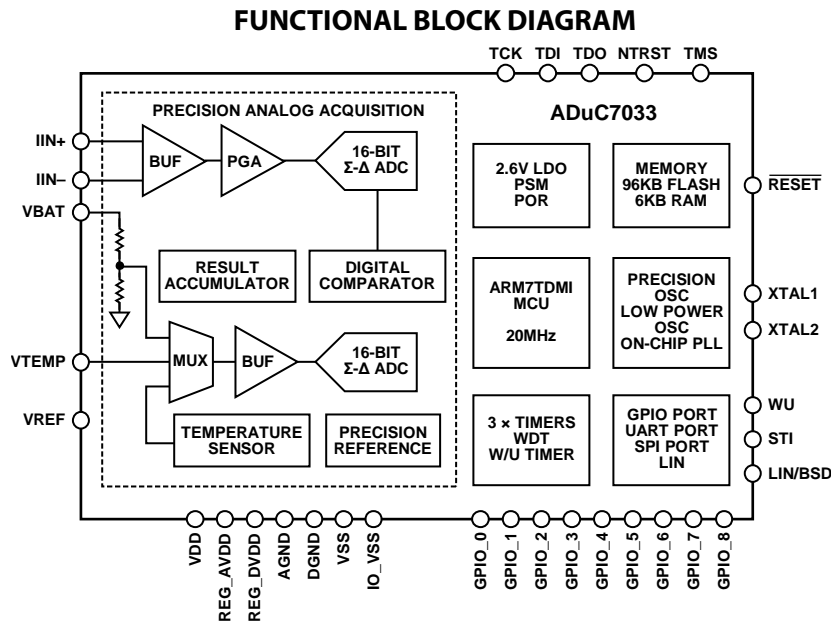 FUNCTIONAL BLOCK DIAGRAM
TCK TDI TDO NTRST TMS
PRECISION ANALOG ACQUISITION
ADuC7033
IIN+
IIN–
VBAT
VTEMP
VREF
BUF
PGA
16-BIT
Σ-Δ ADC
RESULT
ACCUMULATOR
DIGITAL
COMPARATOR
MUX
BUF
16-BIT
Σ-Δ ADC
TEMPERATURE
SENSOR
PRECISION
REFERENCE
2.6V LDO
PSM
POR
MEMORY
96KB FLASH
6KB RAM
ARM7TDMI
MCU
20MHz
PRECISION
OSC
LOW POWER
OSC
ON-CHIP PLL
3 × TIMERS
WDT
W/U TIMER
GPIO PORT
UART PORT
SPI PORT
LIN
RESET
XTAL1
XTAL2
WU
STI
LIN/BSD
VDD
REG_AVDD
REG_DVDD
AGND
DGND
VSS
IO_VSS
GPIO_0
GPIO_1
GPIO_2
GPIO_3
GPIO_4
GPIO_5
GPIO_6
GPIO_7
GPIO_8